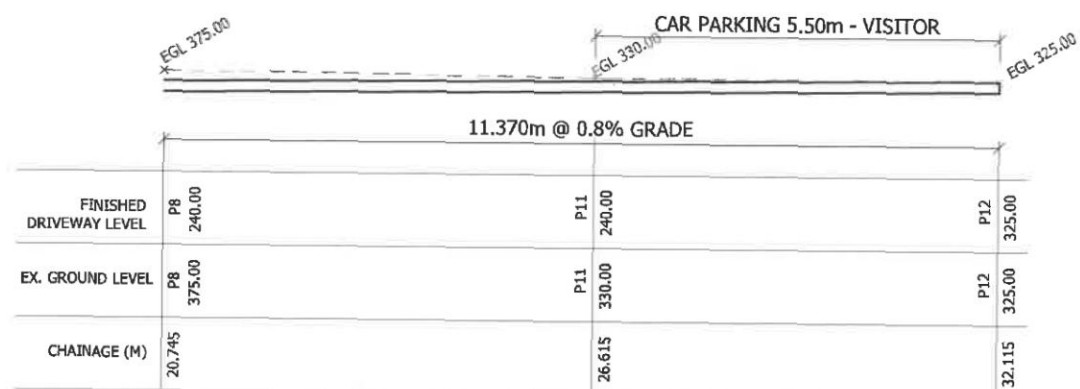 CAR PARKING 5.50m - VISITOR
EGL 375.00
EGL 330.00
EGL 325.00
11.370m @ 0.8% GRADE
FINISHED
DRIVEWAY LEVEL
P8
240.00
P11
240.00
P12
325.00
EX. GROUND LEVEL
P8
375.00
P11
330.00
P12
325.00
CHAINAGE (M)
20.745
26.615
32.115